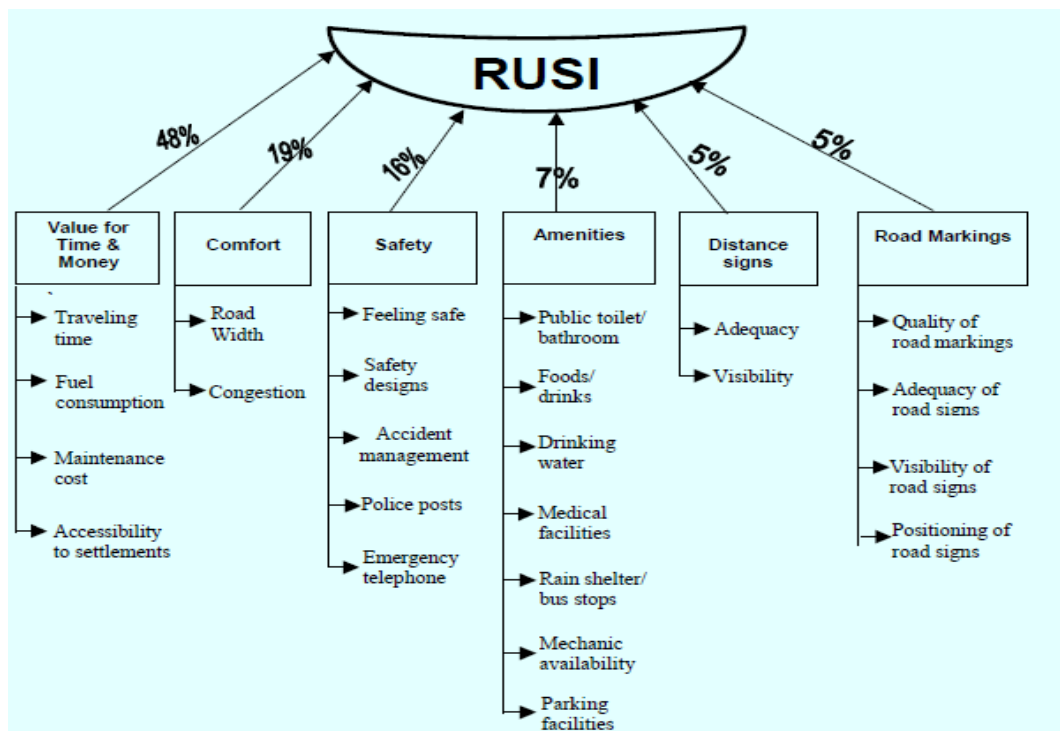 RUSI
48%
19%
16%
7%
5%
5%
Value for
Time &
Money
Traveling
time
Fuel
consumption
Maintenance
cost
Accessibility
to settlements
Comfort
Road
Width
Congestion
Safety
Feeling safe
Safety
designs
Accident
management
Police posts
Emergency
telephone
Amenities
Public toilet/
bathroom
Foods/
drinks
Drinking
water
Medical
facilities
Rain shelter/
bus stops
Mechanic
availability
Parking
facilities
Distance
signs
Adequacy
Visibility
Road Markings
Quality of
road markings
Adequacy of
road signs
Visibility of
road signs
Positioning of
road signs